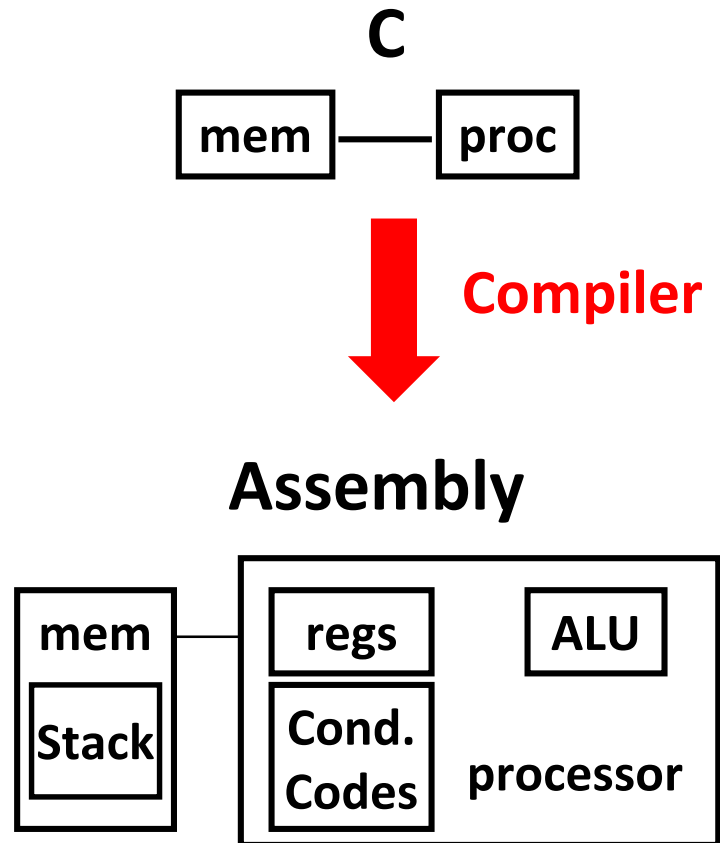 C
mem
proc
Compiler
Assembly
mem
regs
ALU
Stack
Cond.
Codes
processor